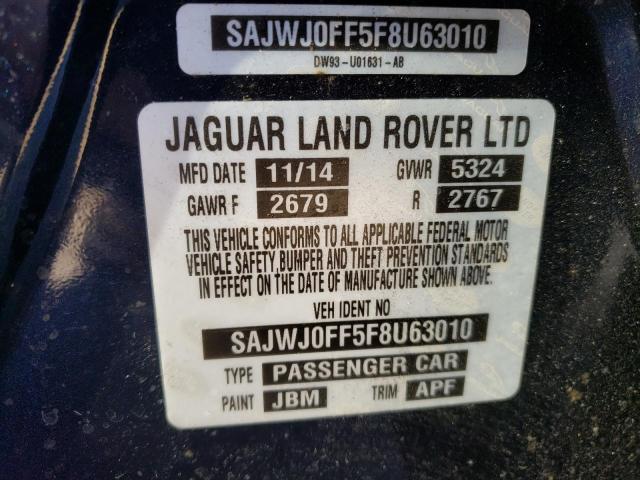 SAJWJ0FF5F8U63010
DW93-U01631-AB
JAGUAR LAND ROVER LTD
MFD DATE 11/14 GVWR 5324
GAWR F 2679 R 2767
THIS VEHICLE CONFORMS TO ALL APPLICABLE FEDERAL MOTOR
VEHICLE SAFETY, BUMPER AND THEFT PREVENTION STANDARDS
IN EFFECT ON THE DATE OF MANUFACTURE SHOWN ABOVE.
VEH IDENT NO
SAJWJ0FF5F8U63010
TYPE PASSENGER CAR
PAINT JBM TRIM APF